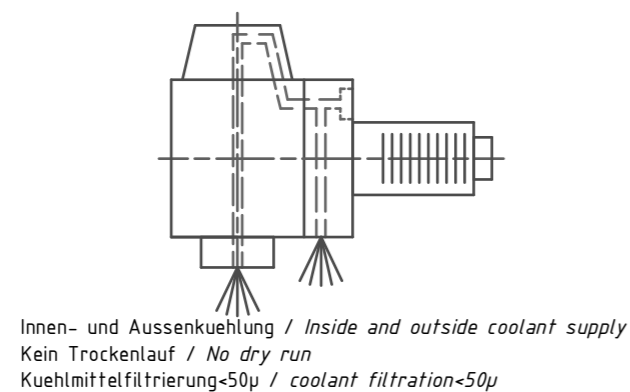 Innen- und Aussenkuehlung / Inside and outside coolant supply
Kein Trockenlauf / No dry run
Kuehlmittelfiltrierung<50µ / coolant filtration<50µ